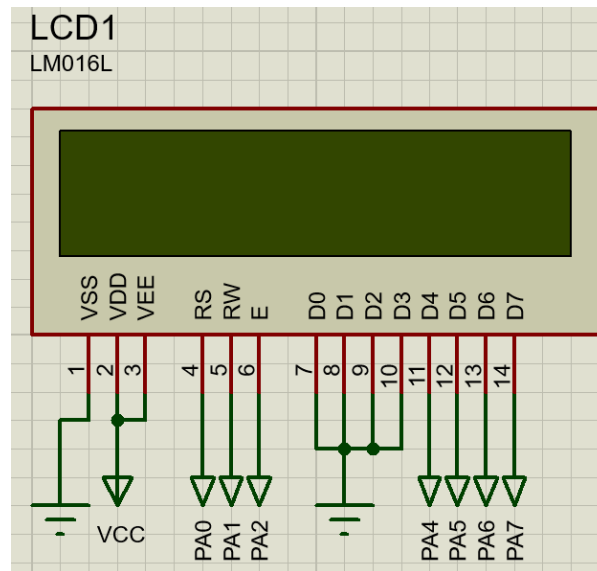 LCD1
LM016L
VSS VDD VEE RS RW E D0 D1 D2 D3 D4 D5 D6 D7
1 2 3 4 5 6 7 8 9 10 11 12 13 14
VCC PA0 PA1 PA2 PA4 PA5 PA6 PA7